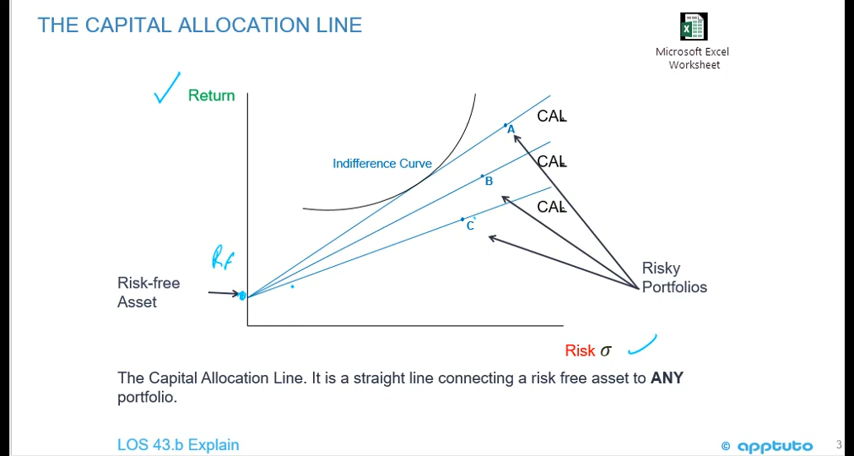 THE CAPITAL ALLOCATION LINE
Microsoft Excel
Worksheet
Return
CAL
A
Indifference Curve
CAL
B
CAL
C
RF
Risk-free
Asset
Risky
Portfolios
Risk σ
The Capital Allocation Line. It is a straight line connecting a risk free asset to ANY
portfolio.
LOS 43.b Explain
© apptuto
3